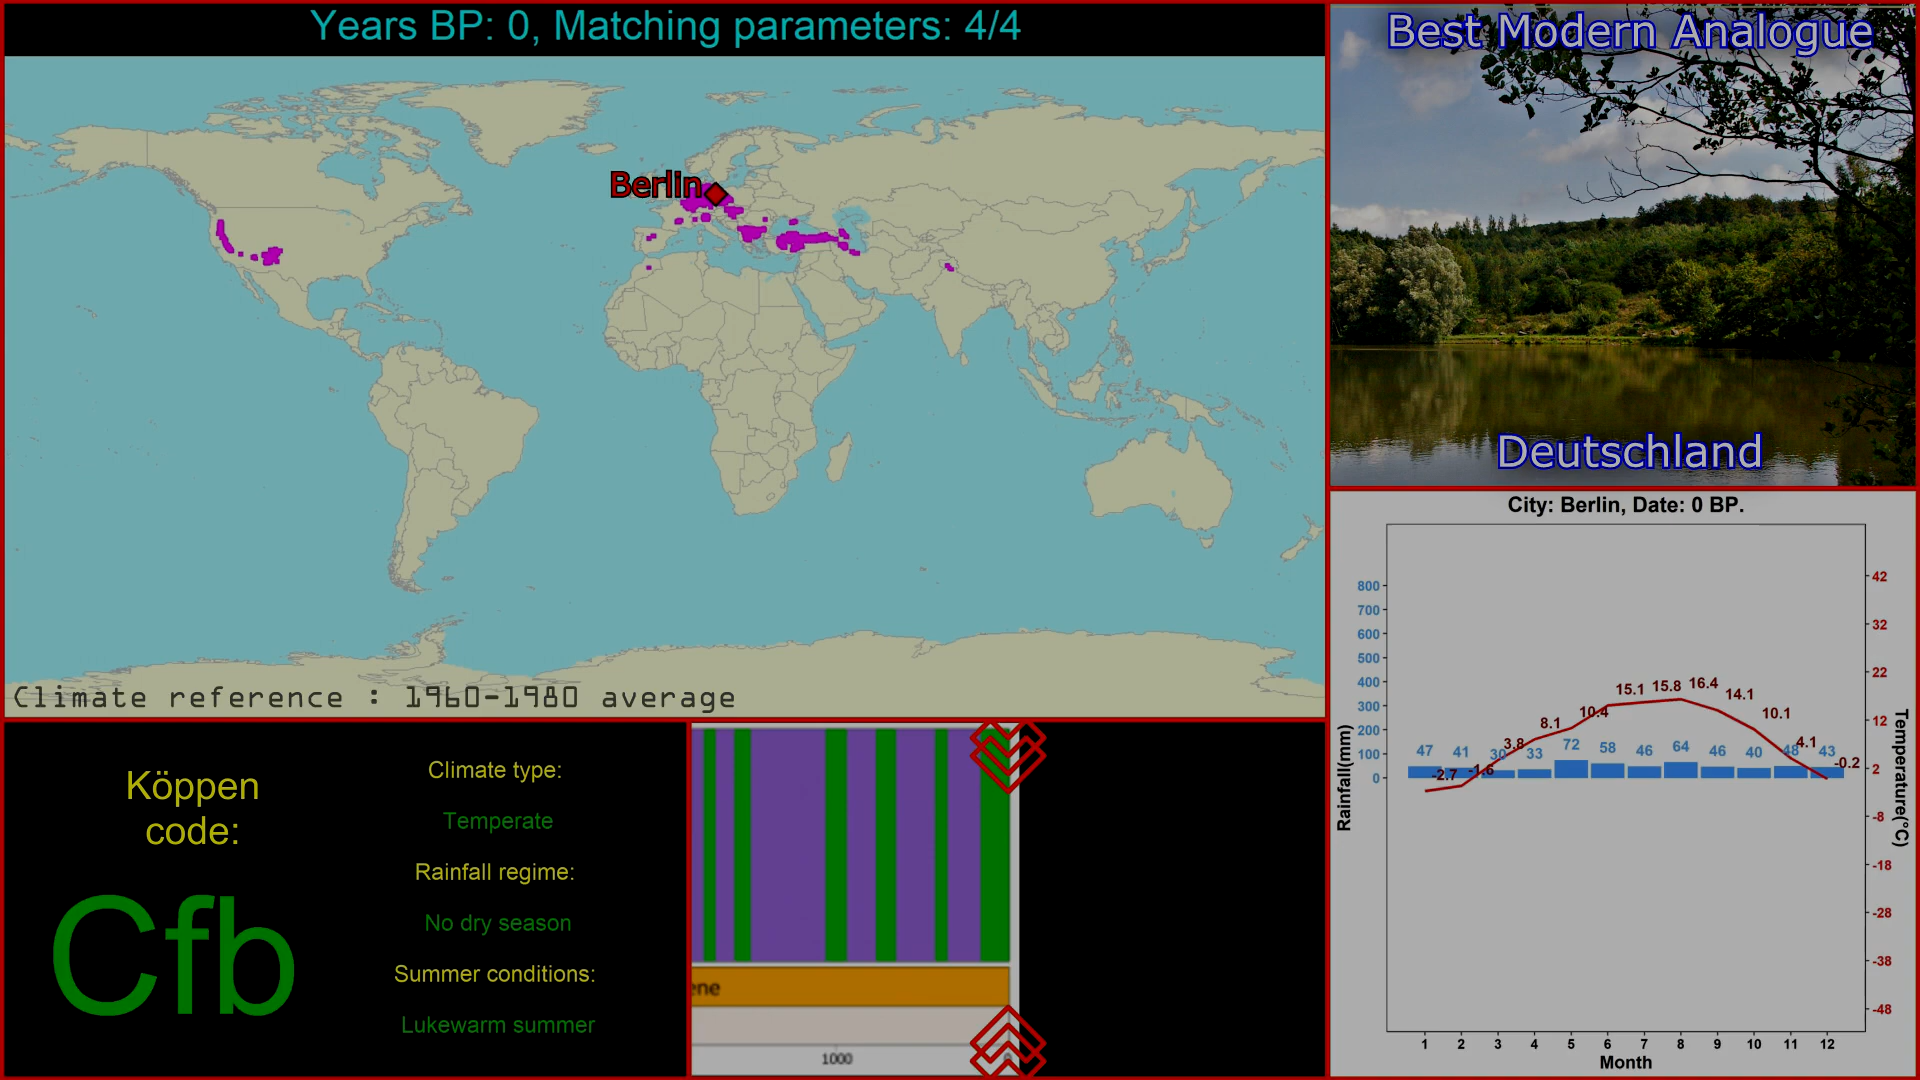 Years BP: 0, Matching parameters: 4/4
Berlin
Climate reference : 1960-1980 average
Best Modern Analogue
Deutschland
City: Berlin, Date: 0 BP.
Rainfall(mm)
800
700
600
500
400
300
200
100
0
47 41 30 33 72 58 46 64 46 40 48 43
-2.7 -1.6 3.8 8.1 10.4 15.1 15.8 16.4 14.1 10.1 4.1 -0.2
42
32
22
12
2
-8
-18
-28
-38
-48
Temperature(°C)
1 2 3 4 5 6 7 8 9 10 11 12
Month
Köppen
code:
Cfb
Climate type:
Temperate
Rainfall regime:
No dry season
Summer conditions:
Lukewarm summer
ene
1000